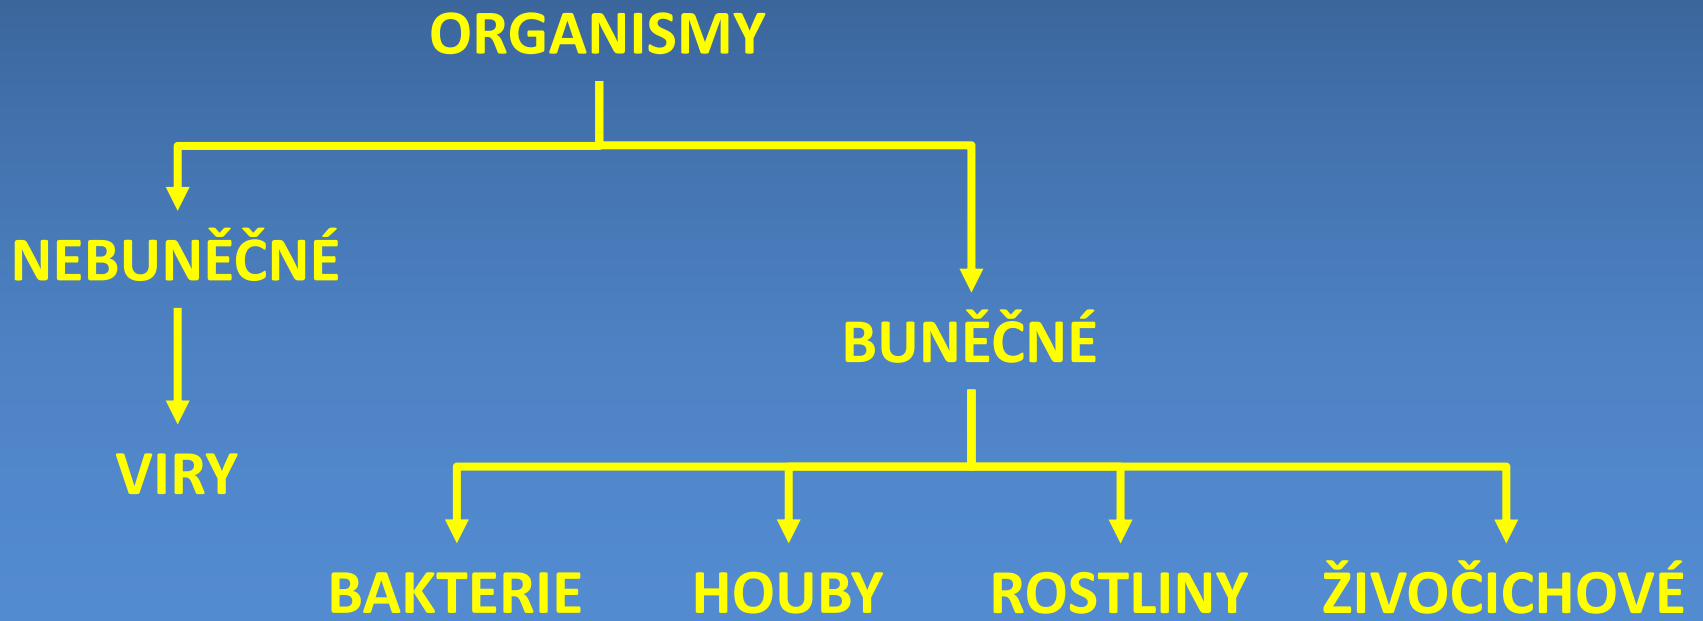 ORGANISMY
NEBUNĚČNÉ
BUNĚČNÉ
VIRY
BAKTERIE HOUBY ROSTLINY ŽIVOČICHOVÉ